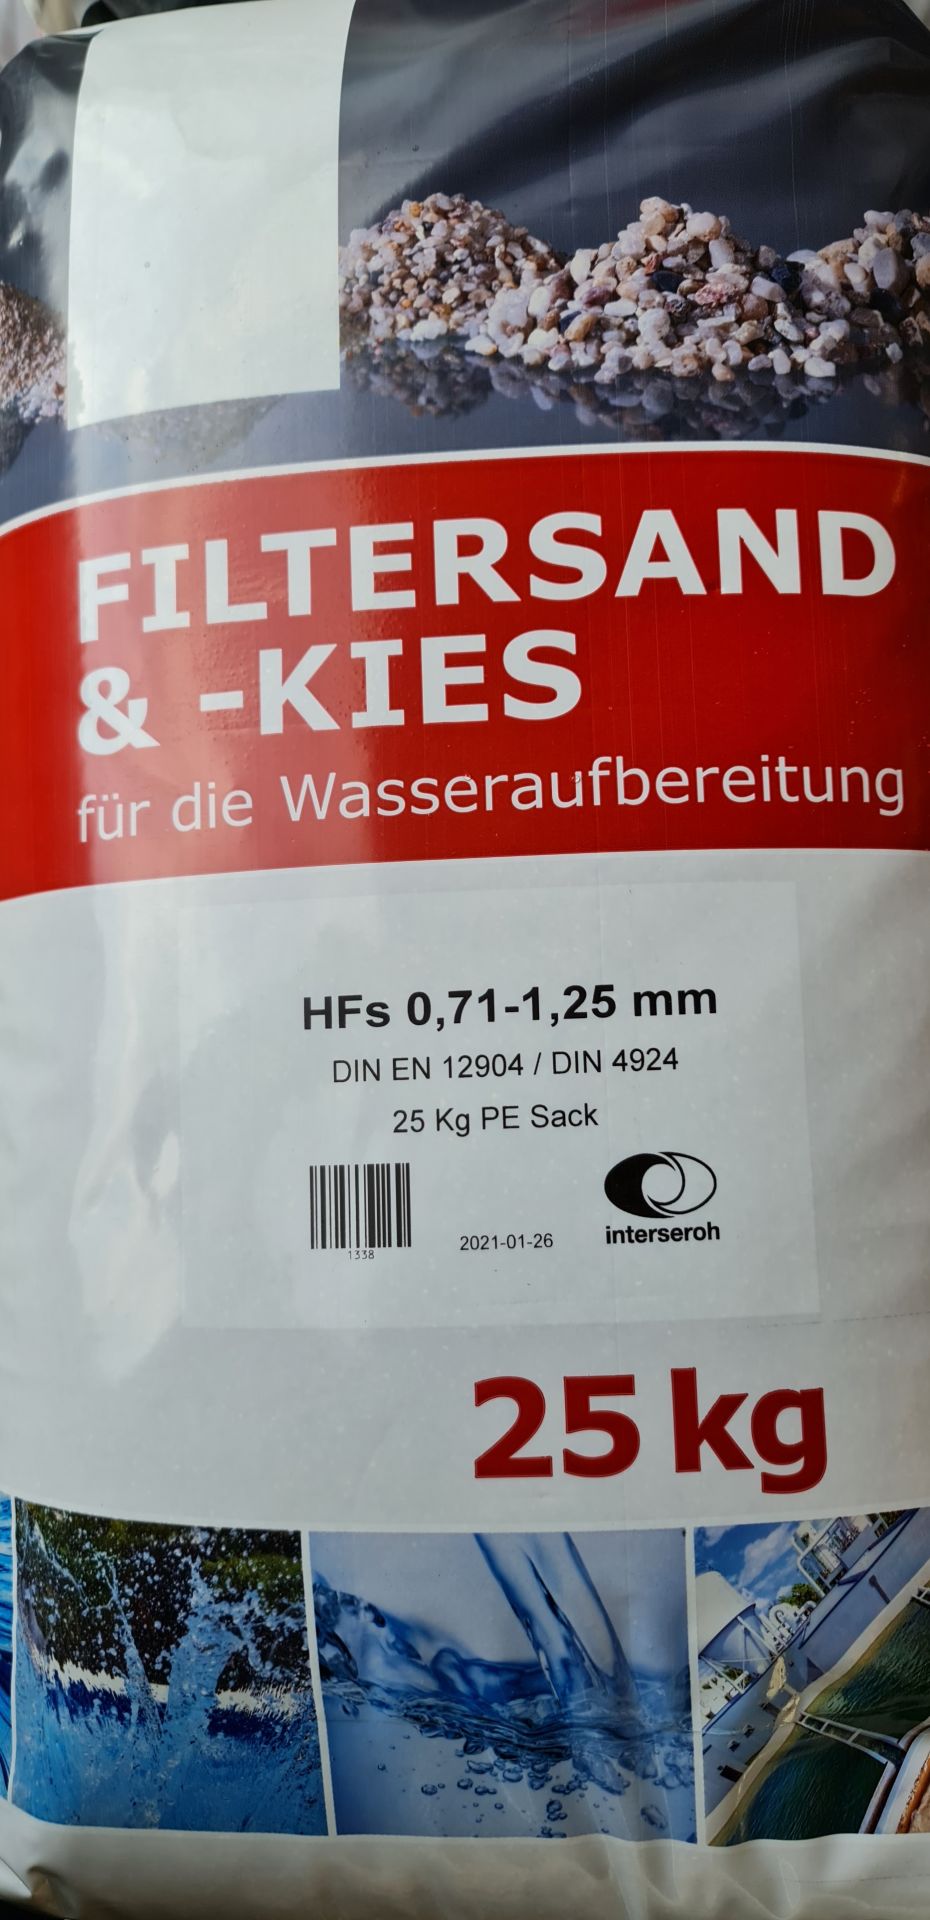 FILTERSAND
& -KIES
für die Wasseraufbereitung
HFs 0,71-1,25 mm
DIN EN 12904 / DIN 4924
25 Kg PE Sack
1338
2021-01-26
interseroh
25 kg